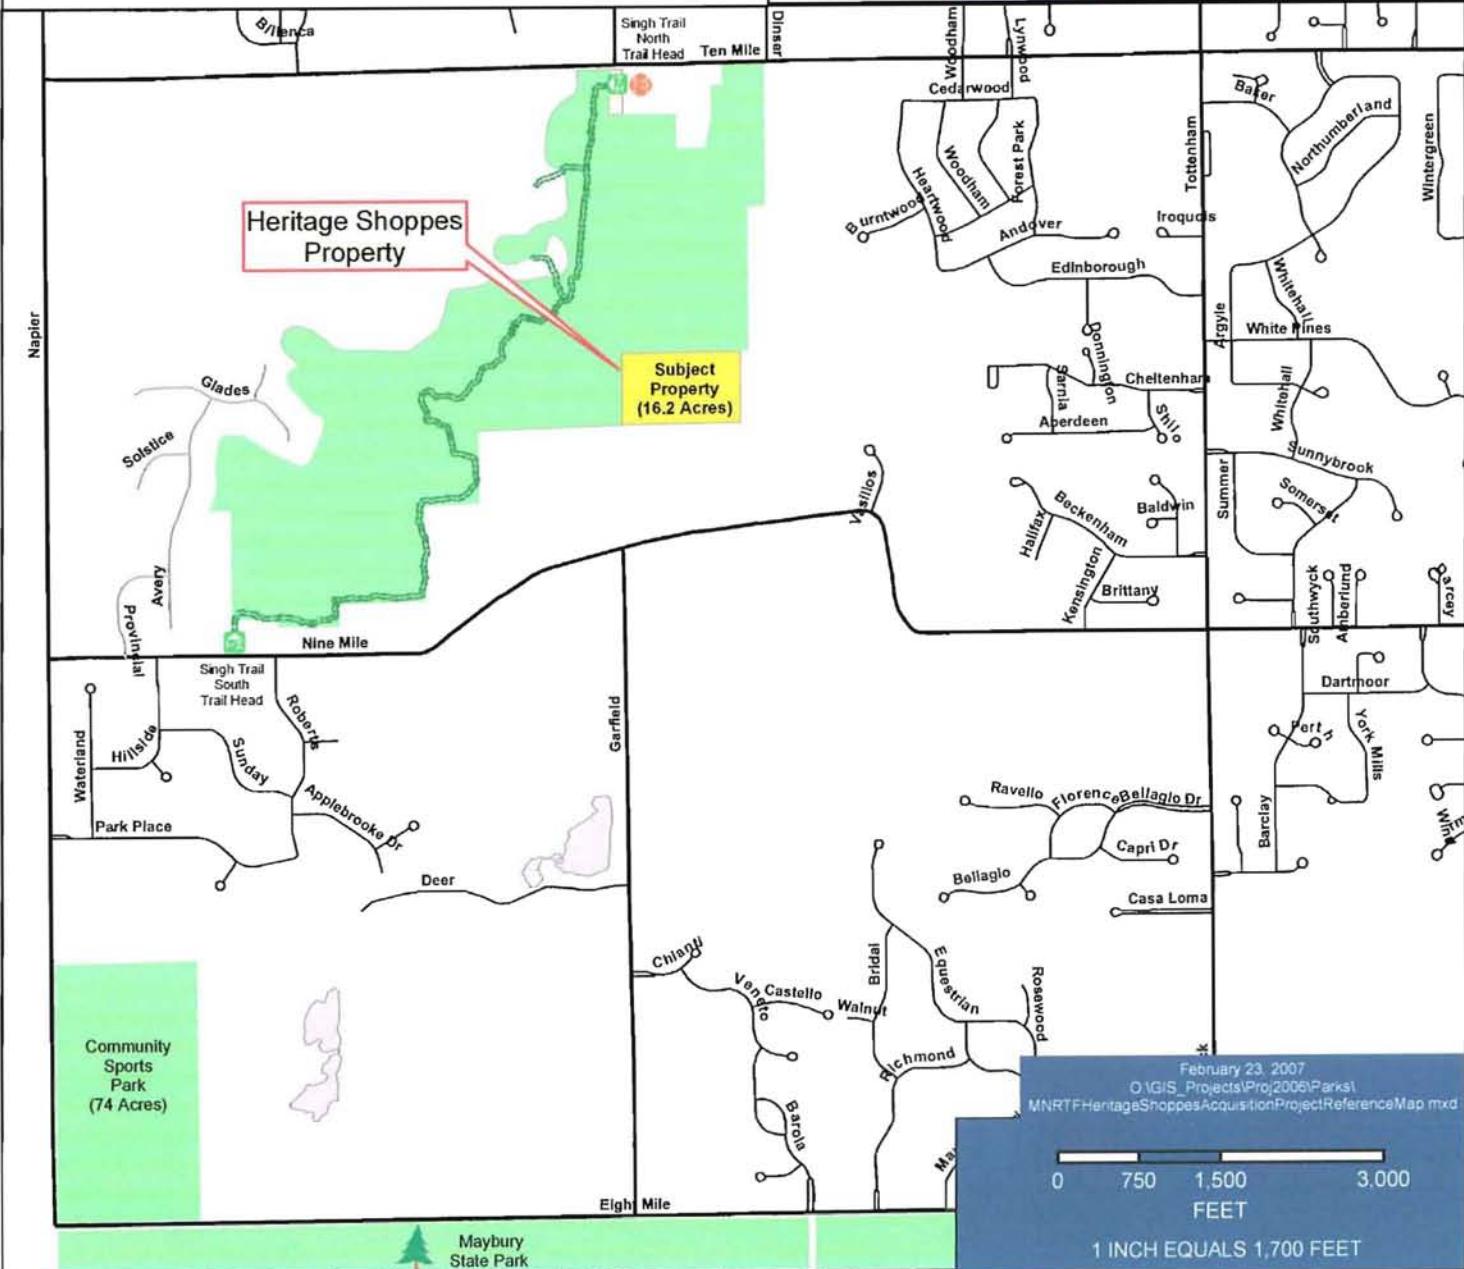 Billenca
Singh Trail
North
Trail Head
Ten Mile
Dinser
Woodham
Lynwood
Cedarwood
Baker
Northumberland
Wintergreen
Tottenham
Forest Park
Woodham
Heartwood
Burntwood
Andover
Iroquois
Edinborough
Heritage Shoppes
Property
Napier
Whitehall
Argyle
White Pines
Donnington
Sarnia
Cheltenham
Subject
Property
(16.2 Acres)
Glades
Aberdeen
Whitehall
Solstice
Sunnybrook
Vasilios
Summer
Somerset
Baldwin
Beckenham
Halifax
Kensington
Brittany
Southwyck
Amberlund
Darcey
Avery
Provincial
Nine Mile
Singh Trail
South
Trail Head
Roberts
Dartmoor
Garfield
Perth
York Mills
Waterland
Hillside
Sunday
Applebrooke Dr
Park Place
Ravello
Florence
Bellagio Dr
Barclay
Capri Dr
Deer
Bellagio
Casa Loma
Chianti
Veneto
Castello
Walnut
Bridal
Equestrian
Rosewood
Richmond
Barola
Community
Sports
Park
(74 Acres)
Eight Mile
Maybury
State Park
February 23, 2007
O:\GIS_Projects\Proj2006\Parks\
MNRTFHeritageShoppesAcquisitionProjectReferenceMap.mxd
0 750 1,500 3,000
FEET
1 INCH EQUALS 1,700 FEET